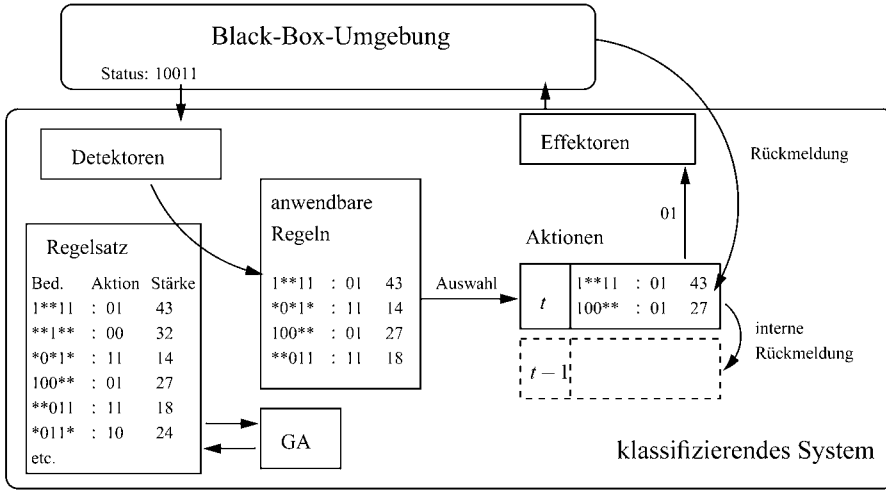 Black-Box-Umgebung
Status: 10011
Detektoren
Effektoren
Rückmeldung
anwendbare
Regeln
1**11 : 01 43
*0*1* : 11 14
100** : 01 27
**011 : 11 18
Regelsatz
Bed. Aktion Stärke
1**11 : 01 43
**1** : 00 32
*0*1* : 11 14
100** : 01 27
**011 : 11 18
*011* : 10 24
etc.
GA
Auswahl
01
Aktionen
t
1**11 : 01 43
100** : 01 27
t − 1
interne
Rückmeldung
klassifizierendes System